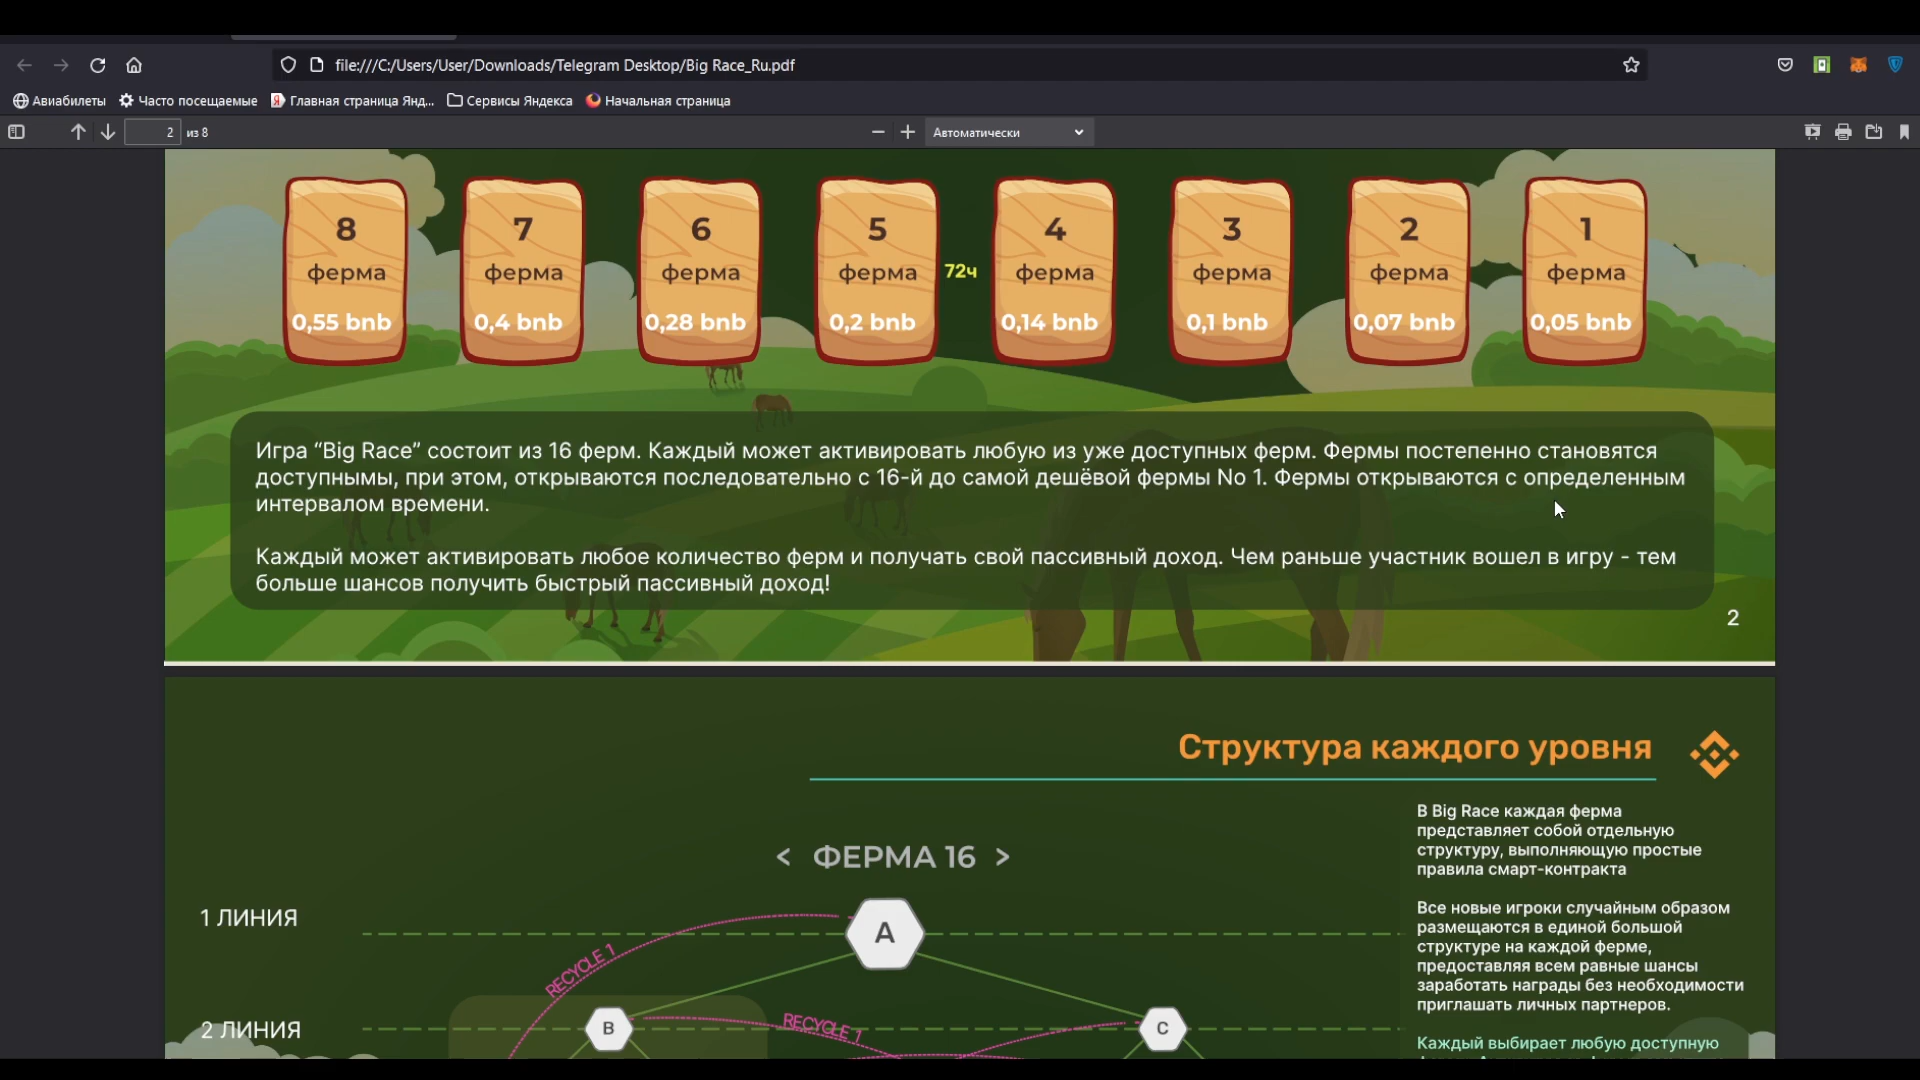 file:///C:/Users/User/Downloads/Telegram Desktop/Big Race_Ru.pdf
Авиабилеты Часто посещаемые Главная страница Янд... Сервисы Яндекса Начальная страница
2 из 8 Автоматически
8 7 6 5 4 3 2 1
ферма ферма ферма ферма 72ч ферма ферма ферма ферма
0,55 bnb 0,4 bnb 0,28 bnb 0,2 bnb 0,14 bnb 0,1 bnb 0,07 bnb 0,05 bnb
Игра “Big Race” состоит из 16 ферм. Каждый может активировать любую из уже доступных ферм. Фермы постепенно становятся
доступнымы, при этом, открываются последовательно с 16-й до самой дешёвой фермы No 1. Фермы открываются с определенным
интервалом времени.
Каждый может активировать любое количество ферм и получать свой пассивный доход. Чем раньше участник вошел в игру - тем
больше шансов получить быстрый пассивный доход!
2
Структура каждого уровня
< ФЕРМА 16 >
1 ЛИНИЯ
A
RECYCLE 1
2 ЛИНИЯ
B
RECYCLE 1
C
В Big Race каждая ферма
представляет собой отдельную
структуру, выполняющую простые
правила смарт-контракта
Все новые игроки случайным образом
размещаются в единой большой
структуре на каждой ферме,
предоставляя всем равные шансы
заработать награды без необходимости
приглашать личных партнеров.
Каждый выбирает любую доступную